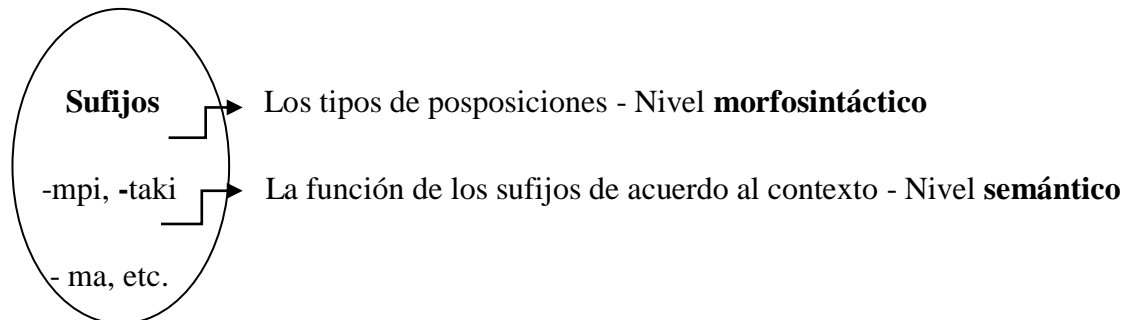 Sufijos Los tipos de posposiciones - Nivel morfosintáctico
-mpi, -taki La función de los sufijos de acuerdo al contexto - Nivel semántico
- ma, etc.